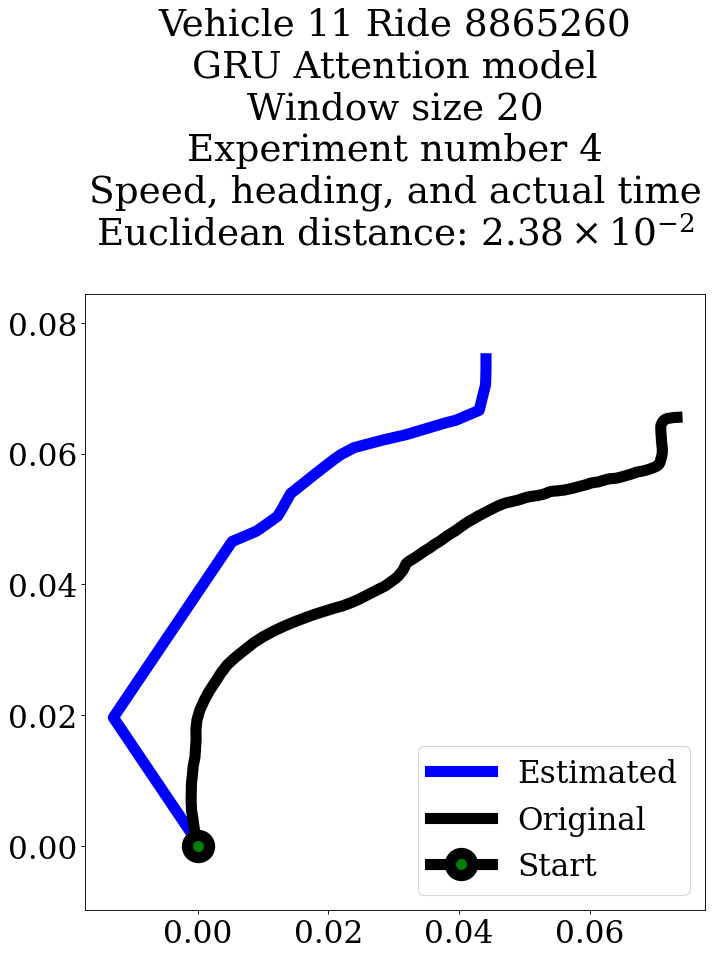 Vehicle 11 Ride 8865260
GRU Attention model
Window size 20
Experiment number 4
Speed, heading, and actual time
Euclidean distance: 2.38 × 10⁻²
0.08
0.06
0.04
0.02
0.00
Estimated
Original
Start
0.00 0.02 0.04 0.06